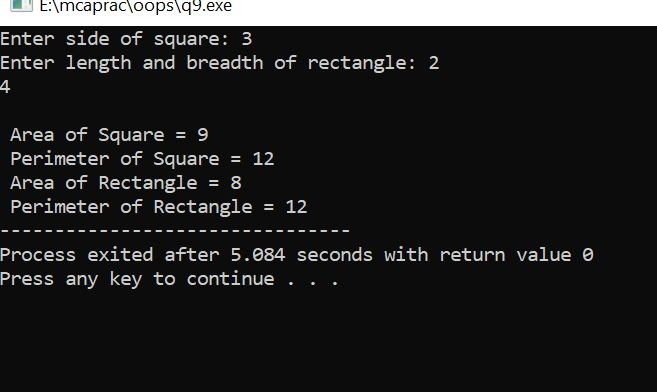 E:\mcaprac\oops\q9.exe
Enter side of square: 3
Enter length and breadth of rectangle: 2
4
Area of Square = 9
Perimeter of Square = 12
Area of Rectangle = 8
Perimeter of Rectangle = 12
--------------------------------
Process exited after 5.084 seconds with return value 0
Press any key to continue . . .